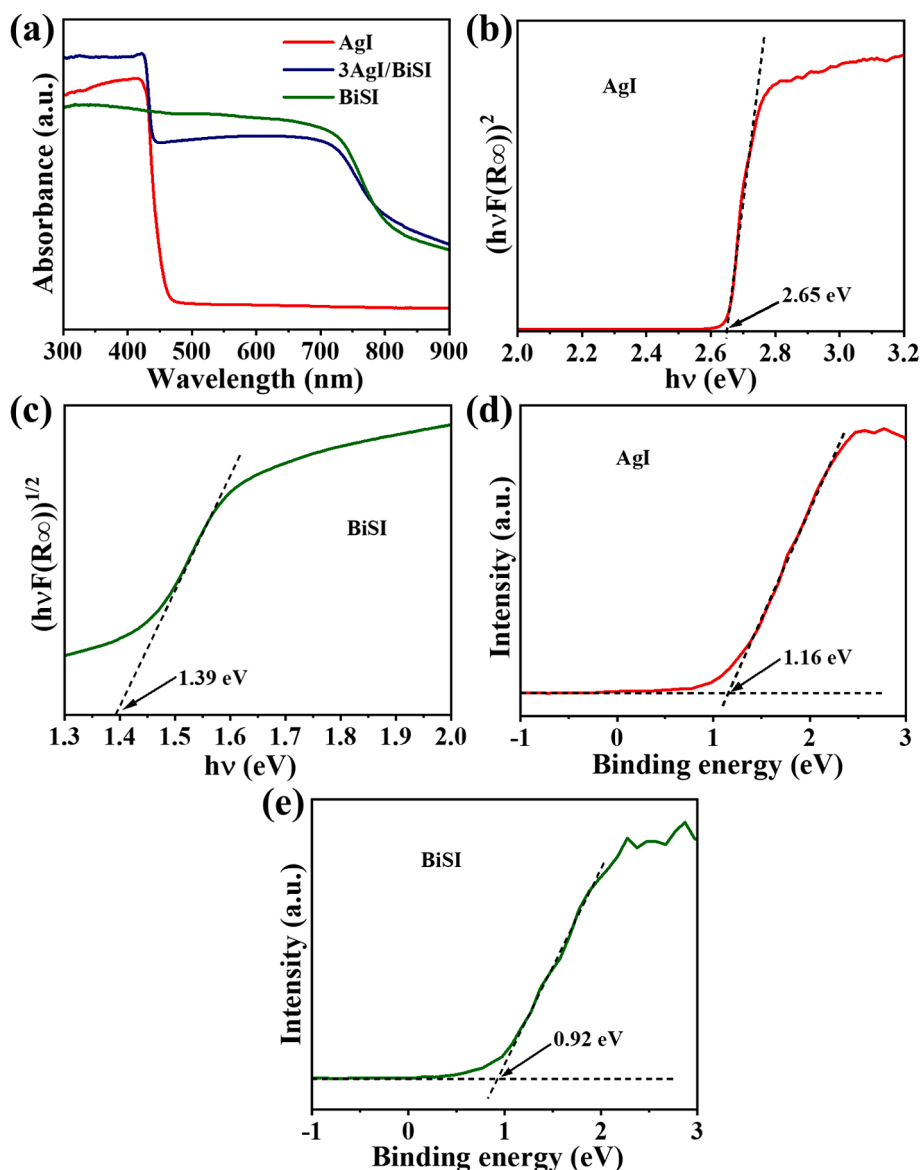 (a)
AgI
3AgI/BiSI
BiSI
Absorbance (a.u.)
300 400 500 600 700 800 900
Wavelength (nm)
(b)
AgI
(hνF(R∞))²
2.65 eV
2.0 2.2 2.4 2.6 2.8 3.0 3.2
hν (eV)
(c)
(hνF(R∞))¹/²
BiSI
1.39 eV
1.3 1.4 1.5 1.6 1.7 1.8 1.9 2.0
hν (eV)
(d)
AgI
Intensity (a.u.)
1.16 eV
-1 0 1 2 3
Binding energy (eV)
(e)
BiSI
Intensity (a.u.)
0.92 eV
-1 0 1 2 3
Binding energy (eV)